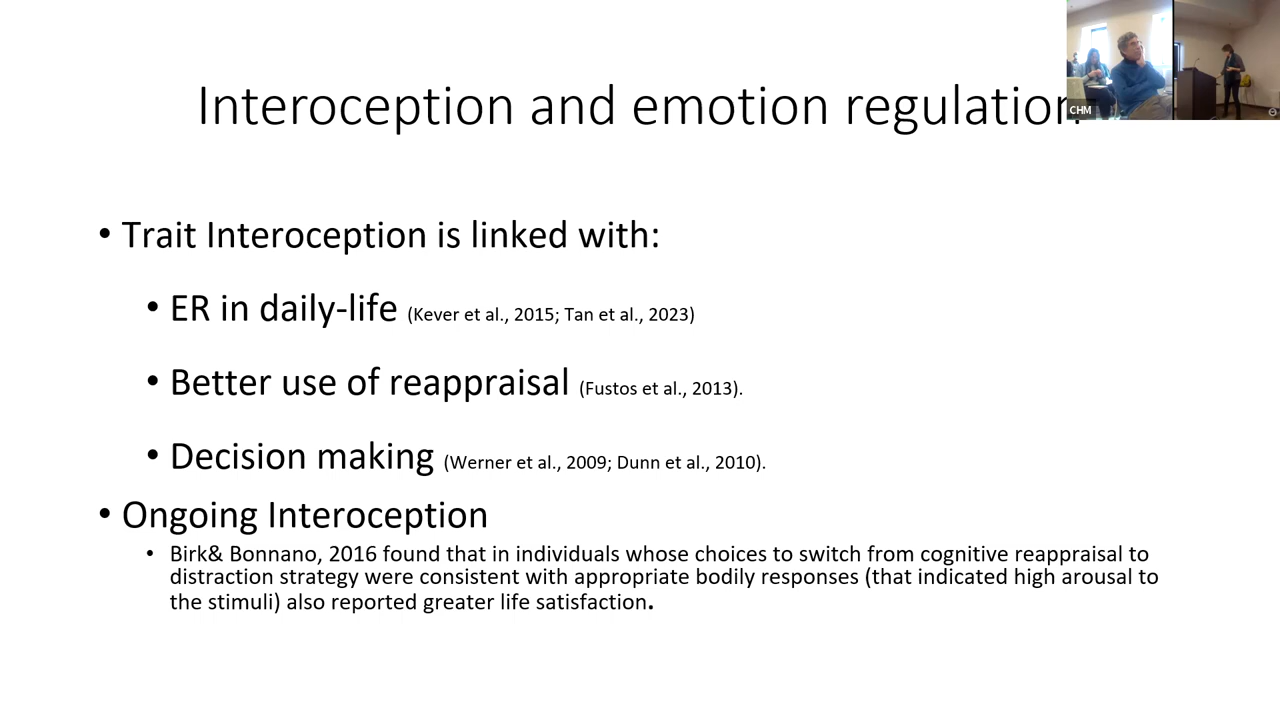 Interoception and emotion regulation
CHM
• Trait Interoception is linked with:
• ER in daily-life (Kever et al., 2015; Tan et al., 2023)
• Better use of reappraisal (Fustos et al., 2013).
• Decision making (Werner et al., 2009; Dunn et al., 2010).
• Ongoing Interoception
• Birk& Bonnano, 2016 found that in individuals whose choices to switch from cognitive reappraisal to
distraction strategy were consistent with appropriate bodily responses (that indicated high arousal to
the stimuli) also reported greater life satisfaction.